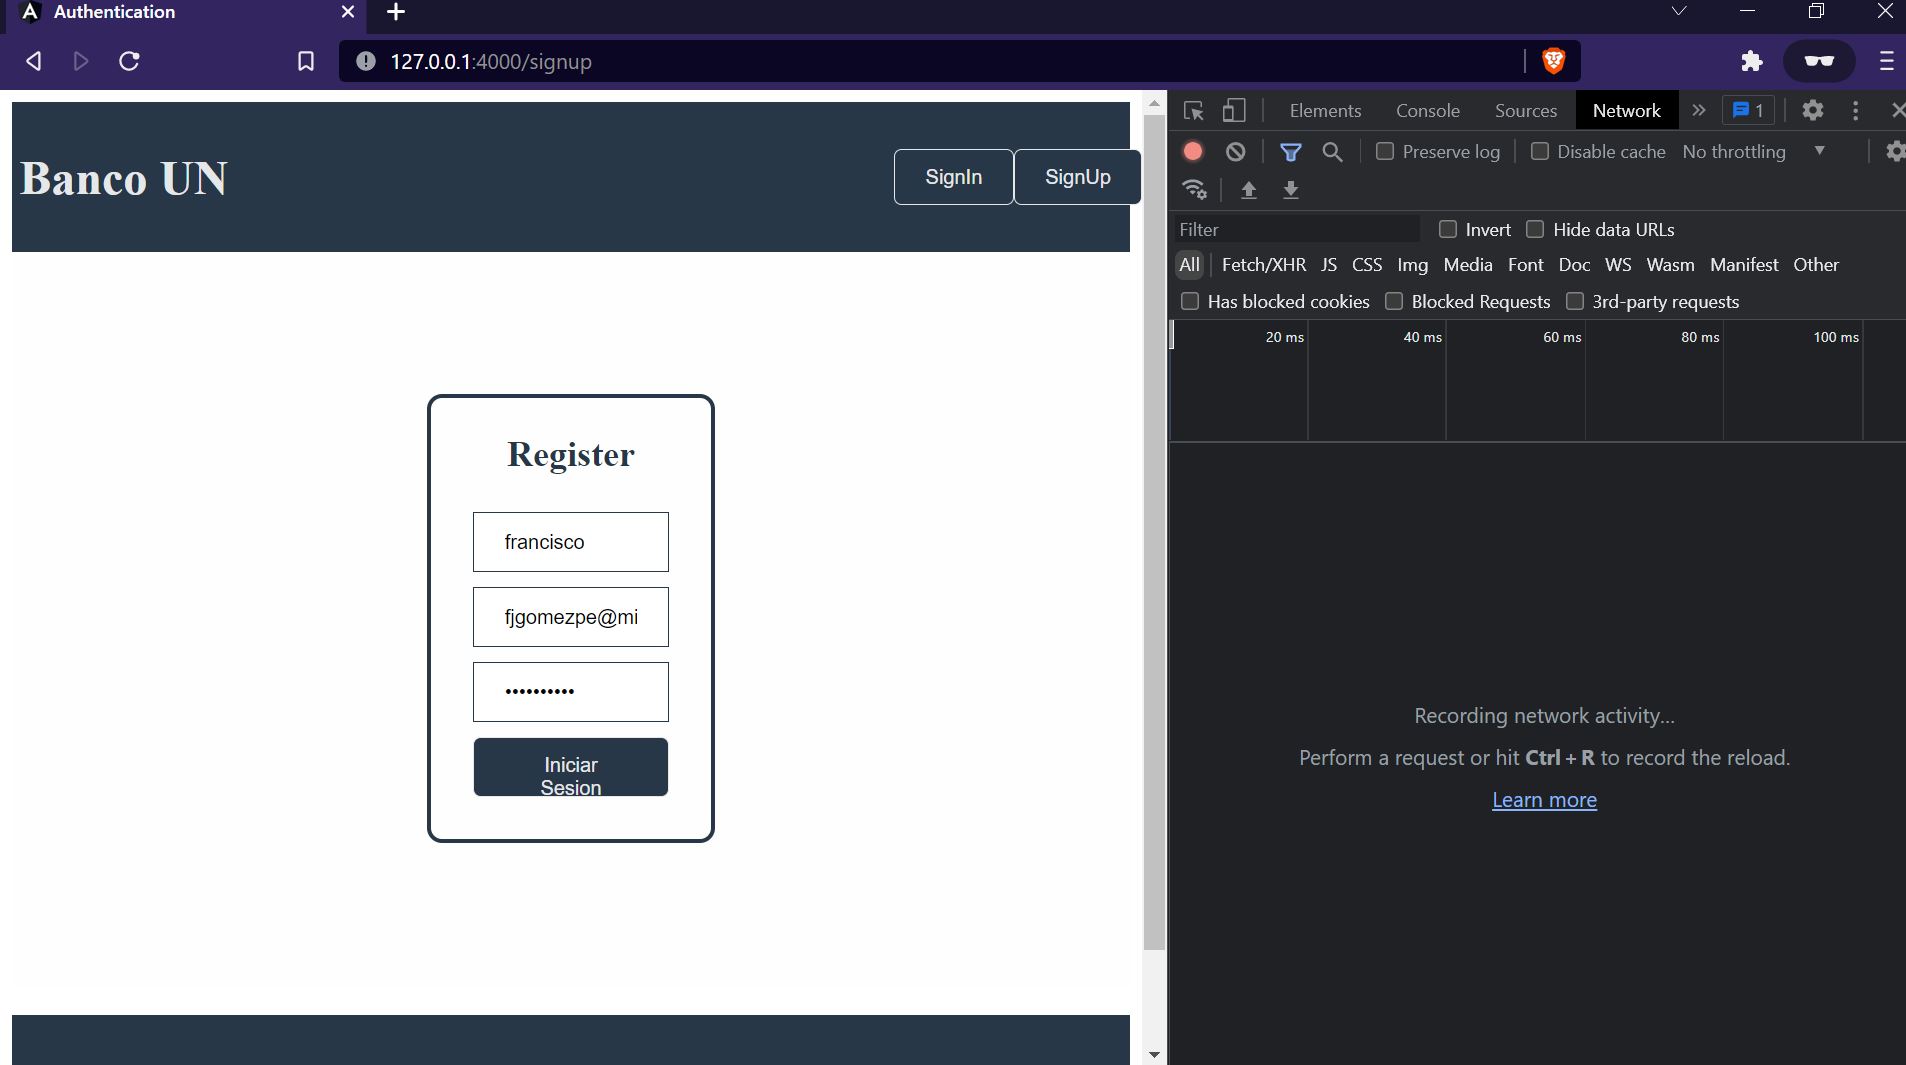 Authentication
127.0.0.1:4000/signup
Banco UN
SignIn
SignUp
Register
francisco
fjgomezpe@mi
••••••••••
Iniciar
Sesion
Elements
Console
Sources
Network
1
Preserve log
Disable cache
No throttling
Filter
Invert
Hide data URLs
All
Fetch/XHR
JS
CSS
Img
Media
Font
Doc
WS
Wasm
Manifest
Other
Has blocked cookies
Blocked Requests
3rd-party requests
20 ms
40 ms
60 ms
80 ms
100 ms
Recording network activity...
Perform a request or hit Ctrl + R to record the reload.
Learn more